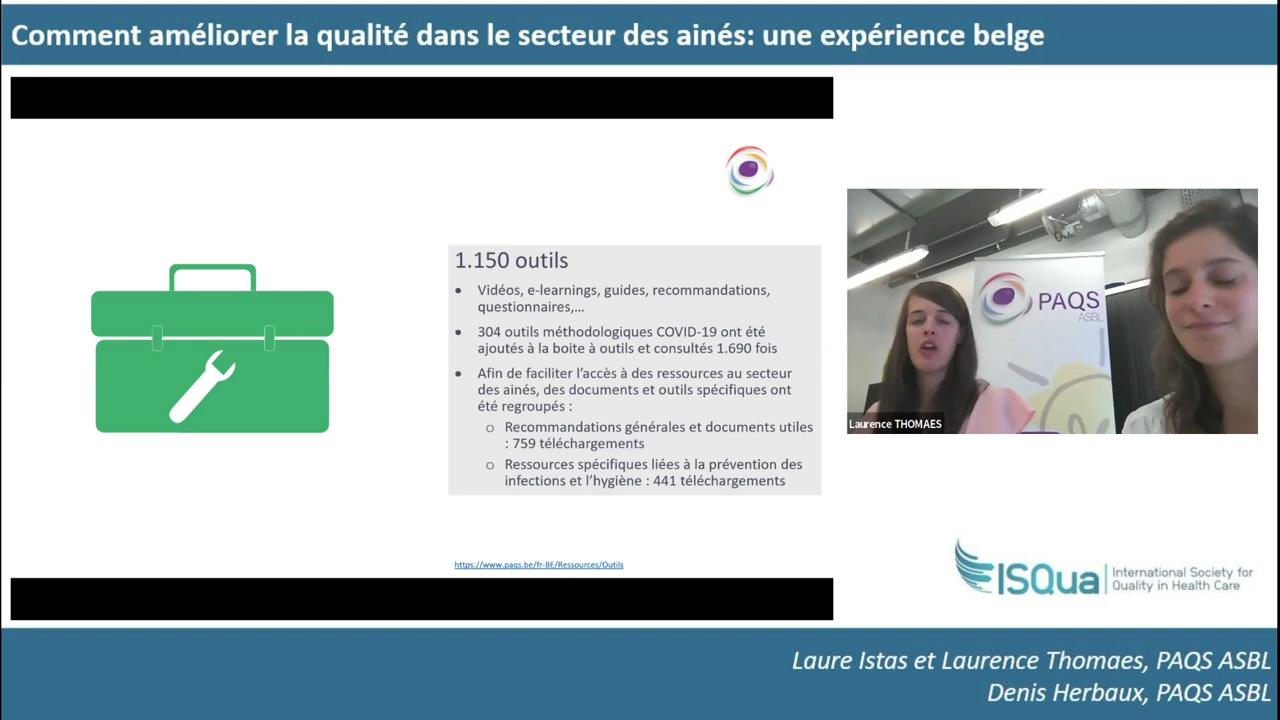 Comment améliorer la qualité dans le secteur des ainés: une expérience belge
1.150 outils
• Vidéos, e-learnings, guides, recommandations,
questionnaires,...
• 304 outils méthodologiques COVID-19 ont été
ajoutés à la boite à outils et consultés 1.690 fois
• Afin de faciliter l'accès à des ressources au secteur
des ainés, des documents et outils spécifiques ont
été regroupés :
o Recommandations générales et documents utiles
: 759 téléchargements
o Ressources spécifiques liées à la prévention des
infections et l'hygiène : 441 téléchargements
https://www.paqs.be/fr-BE/Ressources/Outils
PAQS
ASBL
Laurence THOMAES
ISQua
International Society for
Quality in Health Care
Laure Istas et Laurence Thomaes, PAQS ASBL
Denis Herbaux, PAQS ASBL